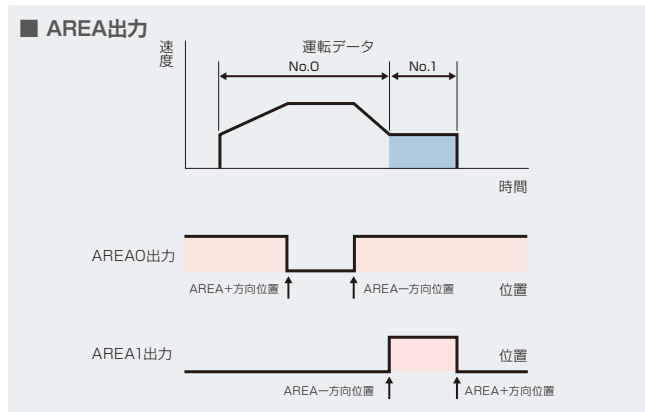 ■ AREA出力
速度
運転データ
No.0
No.1
時間
AREA0出力
AREA+方向位置
AREA−方向位置
位置
AREA1出力
位置
AREA−方向位置
AREA+方向位置